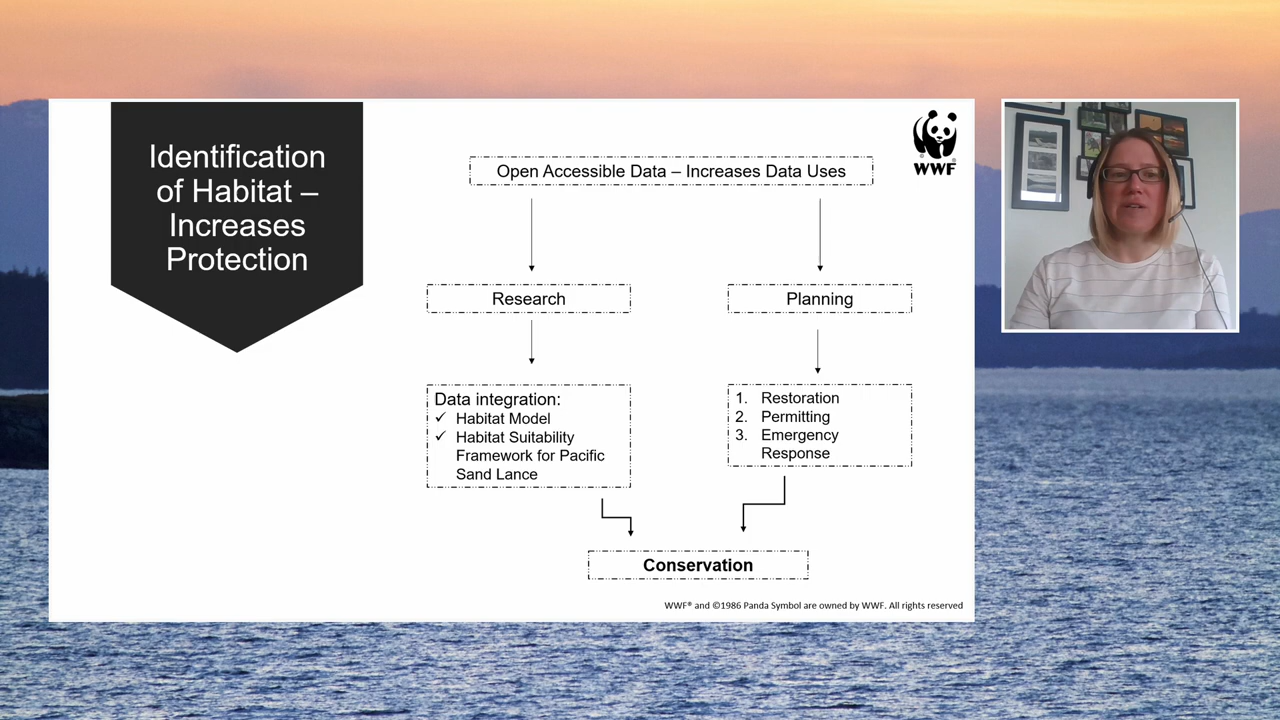 Identification
of Habitat –
Increases
Protection
Open Accessible Data – Increases Data Uses
WWF
Research
Planning
Data integration:
✓ Habitat Model
✓ Habitat Suitability
Framework for Pacific
Sand Lance
1. Restoration
2. Permitting
3. Emergency
Response
Conservation
WWF® and ©1986 Panda Symbol are owned by WWF. All rights reserved